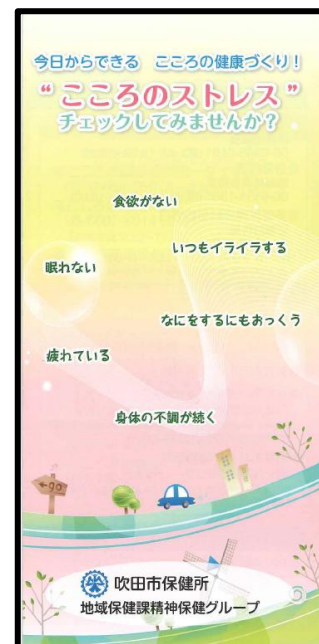 今日からできる こころの健康づくり！
“こころのストレス”
チェックしてみませんか？
食欲がない
いつもイライラする
眠れない
なにをするにもおっくう
疲れている
身体の不調が続く
←go
吹田市保健所
地域保健課精神保健グループ